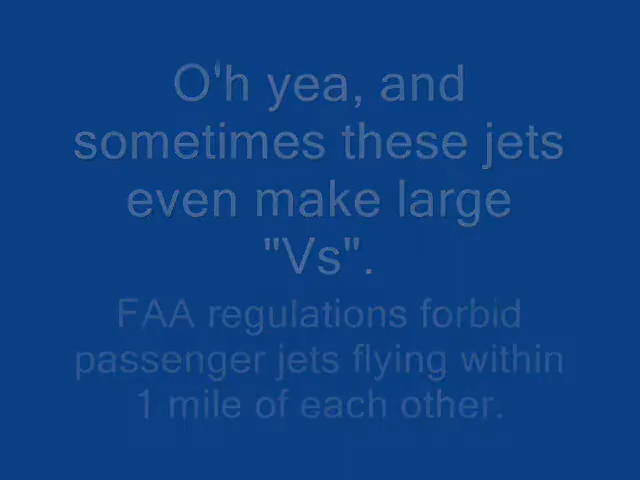 O'h yea, and
sometimes these jets
even make large
"Vs".
FAA regulations forbid
passenger jets flying within
1 mile of each other.